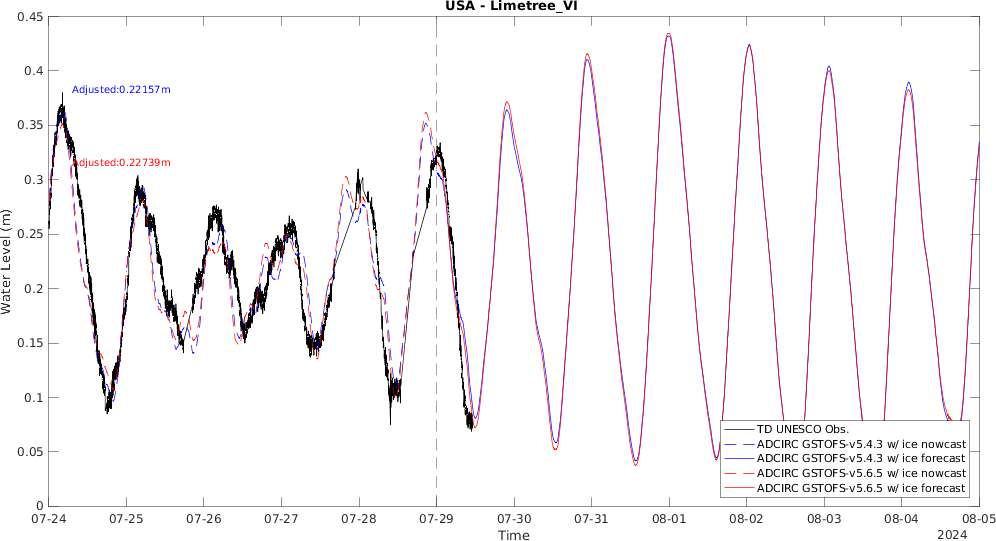 USA - Limetree_VI
0.45
0.4
0.35
0.3
0.25
0.2
0.15
0.1
0.05
0
Water Level (m)
Adjusted:0.22157m
Adjusted:0.22739m
TD UNESCO Obs.
ADCIRC GSTOFS-v5.4.3 w/ ice nowcast
ADCIRC GSTOFS-v5.4.3 w/ ice forecast
ADCIRC GSTOFS-v5.6.5 w/ ice nowcast
ADCIRC GSTOFS-v5.6.5 w/ ice forecast
07-24 07-25 07-26 07-27 07-28 07-29 07-30 07-31 08-01 08-02 08-03 08-04 08-05
Time
2024